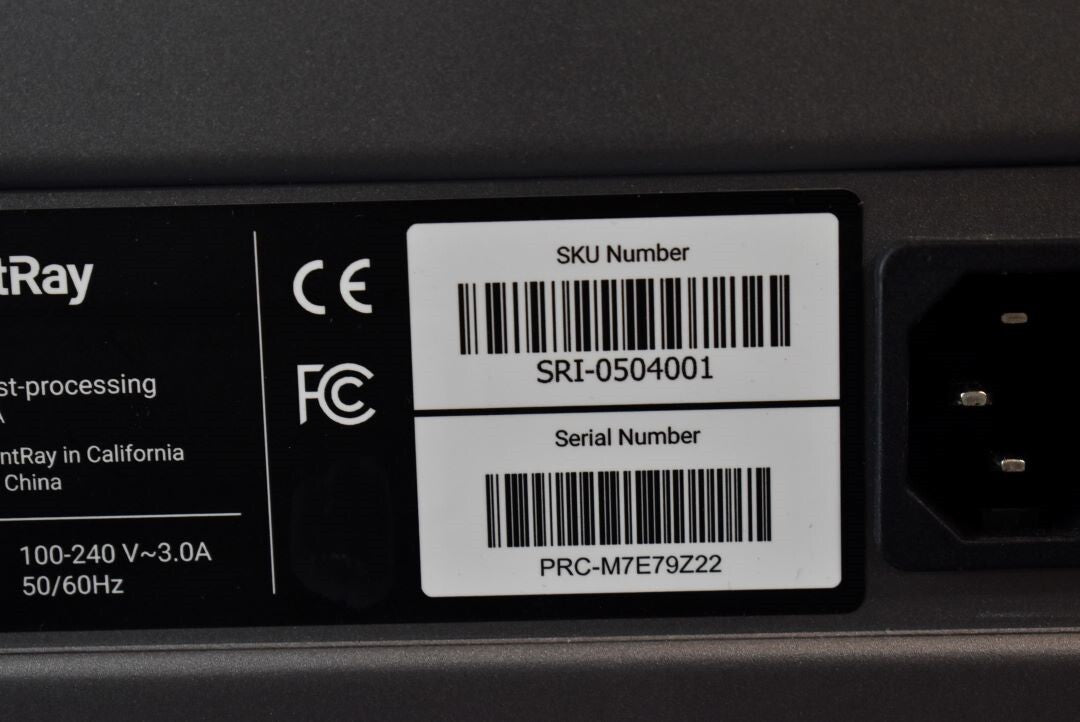 tRay
st-processing
A
ntRay in California
China
100-240 V~3.0A
50/60Hz
CE
FC
SKU Number
SRI-0504001
Serial Number
PRC-M7E79Z22